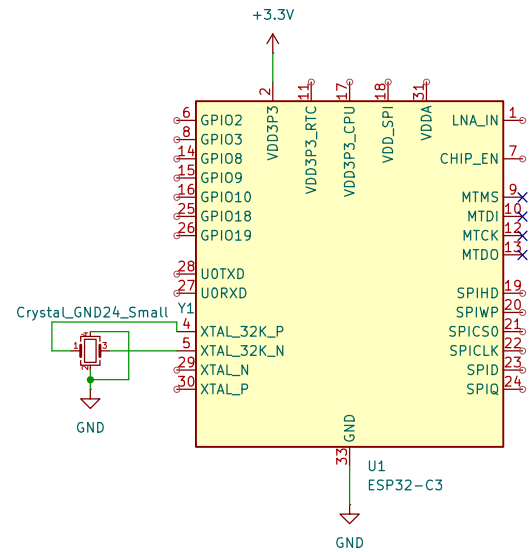 +3.3V
2
11
17
18
31
VDD3P3
VDD3P3_RTC
VDD3P3_CPU
VDD_SPI
VDDA
6 GPIO2
8 GPIO3
14 GPIO8
15 GPIO9
16 GPIO10
25 GPIO18
26 GPIO19
28 U0TXD
27 U0RXD
4 XTAL_32K_P
5 XTAL_32K_N
29 XTAL_N
30 XTAL_P
LNA_IN 1
CHIP_EN 7
MTMS 9
MTDI 10
MTCK 12
MTDO 13
SPIHD 19
SPIWP 20
SPICS0 21
SPICLK 22
SPID 23
SPIQ 24
Y1
Crystal_GND24_Small
1
3
4
2
GND
GND
33
U1
ESP32-C3
GND